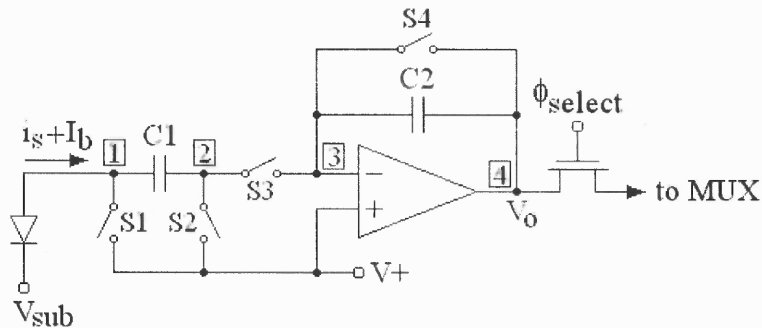 S4
C2
ϕselect
is+Ib
C1
1
2
3
S3
4
to MUX
S1
S2
−
+
Vo
V+
Vsub